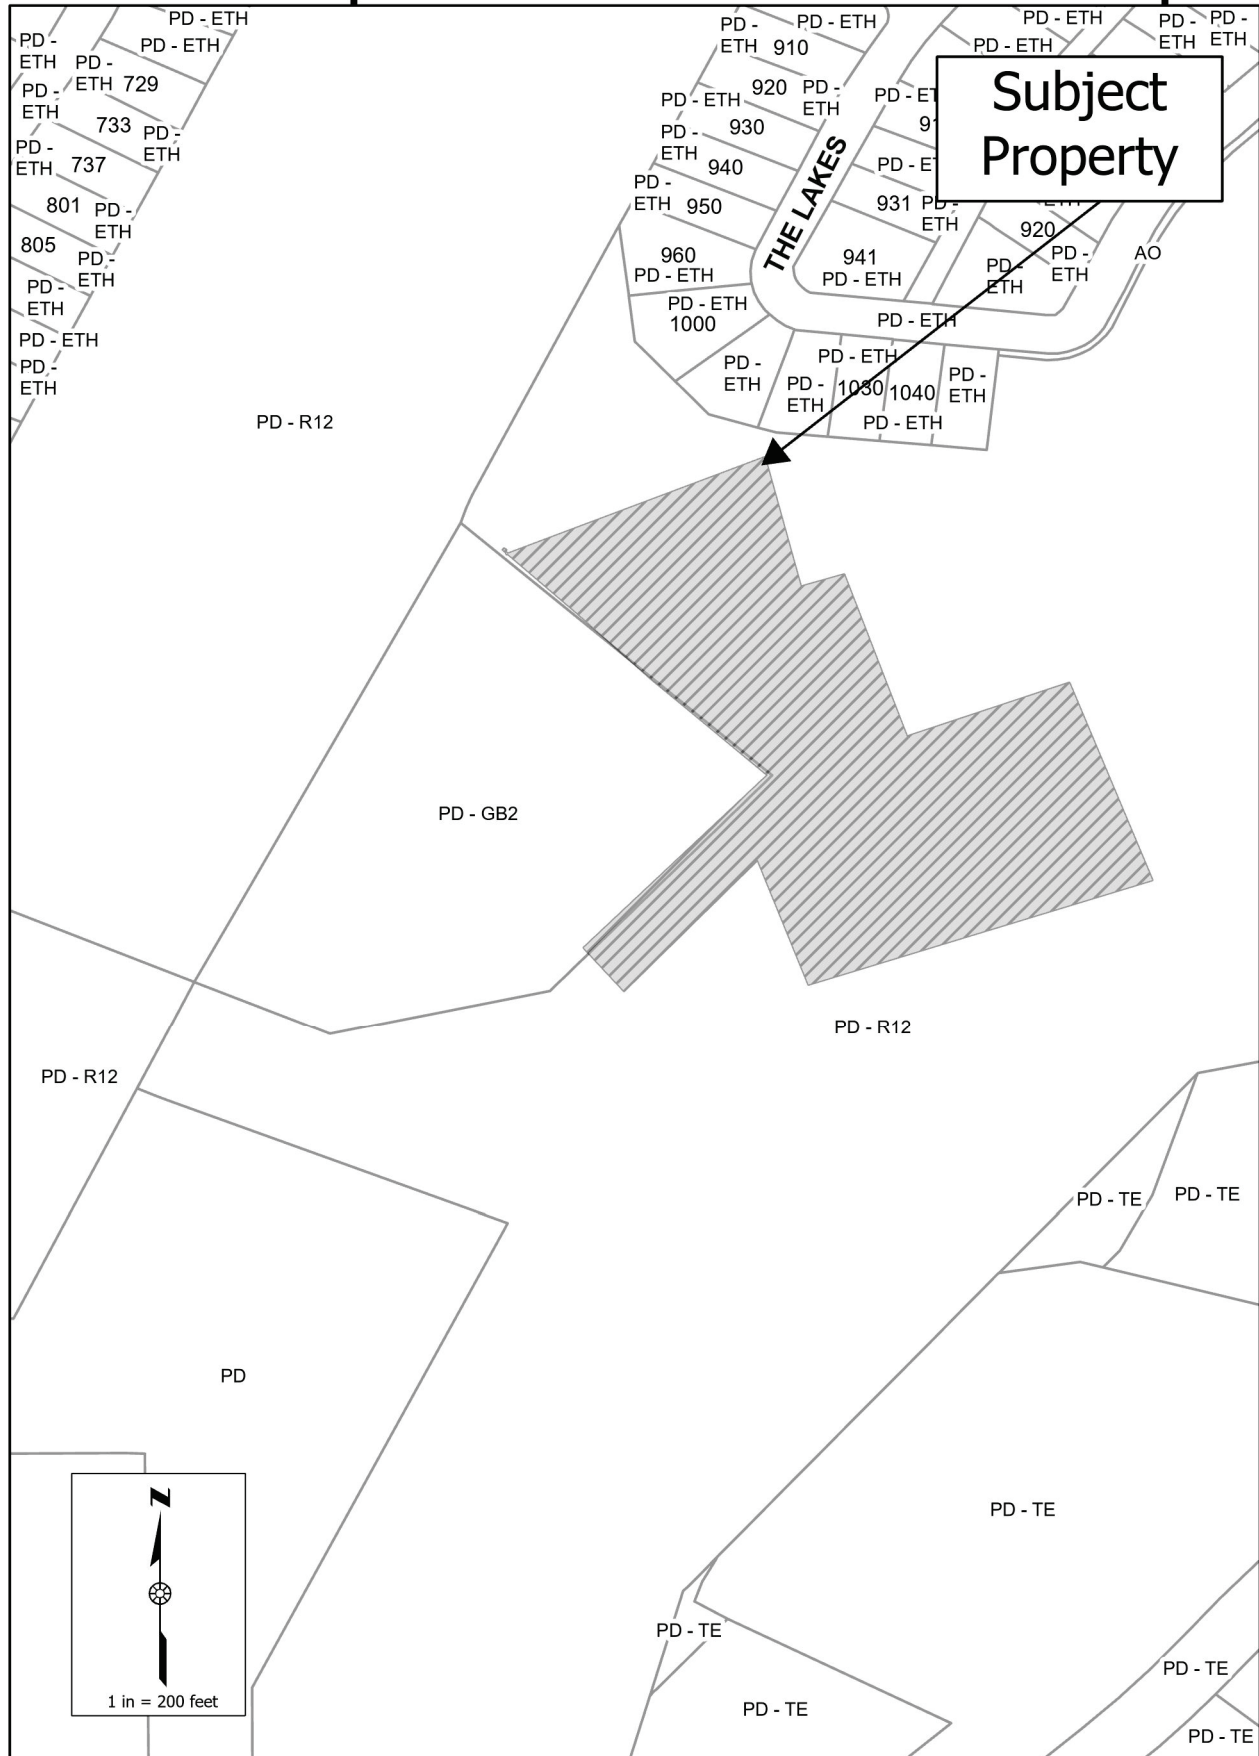 PD - ETH
PD -
ETH
PD - ETH
PD -
ETH
729
PD -
ETH
733
PD -
ETH
PD -
ETH
737
801
PD -
ETH
805
PD -
ETH
PD -
ETH
PD - ETH
PD -
ETH
PD -
ETH
PD - ETH
910
920
PD -
ETH
PD - ETH
930
PD -
ETH
940
PD -
ETH
950
960
PD - ETH
PD - ETH
1000
THE LAKES
PD - ETH
PD - ETH
PD -
ETH
PD -
ETH
931
PD -
ETH
941
PD - ETH
920
PD -
ETH
PD -
ETH
AO
PD - ETH
PD -
ETH
PD - ETH
PD -
ETH
1030
1040
PD - ETH
PD -
ETH
Subject
Property
PD - R12
PD - GB2
PD - R12
PD - R12
PD - TE
PD - TE
PD
PD - TE
PD - TE
PD - TE
PD - TE
PD - TE
1 in = 200 feet